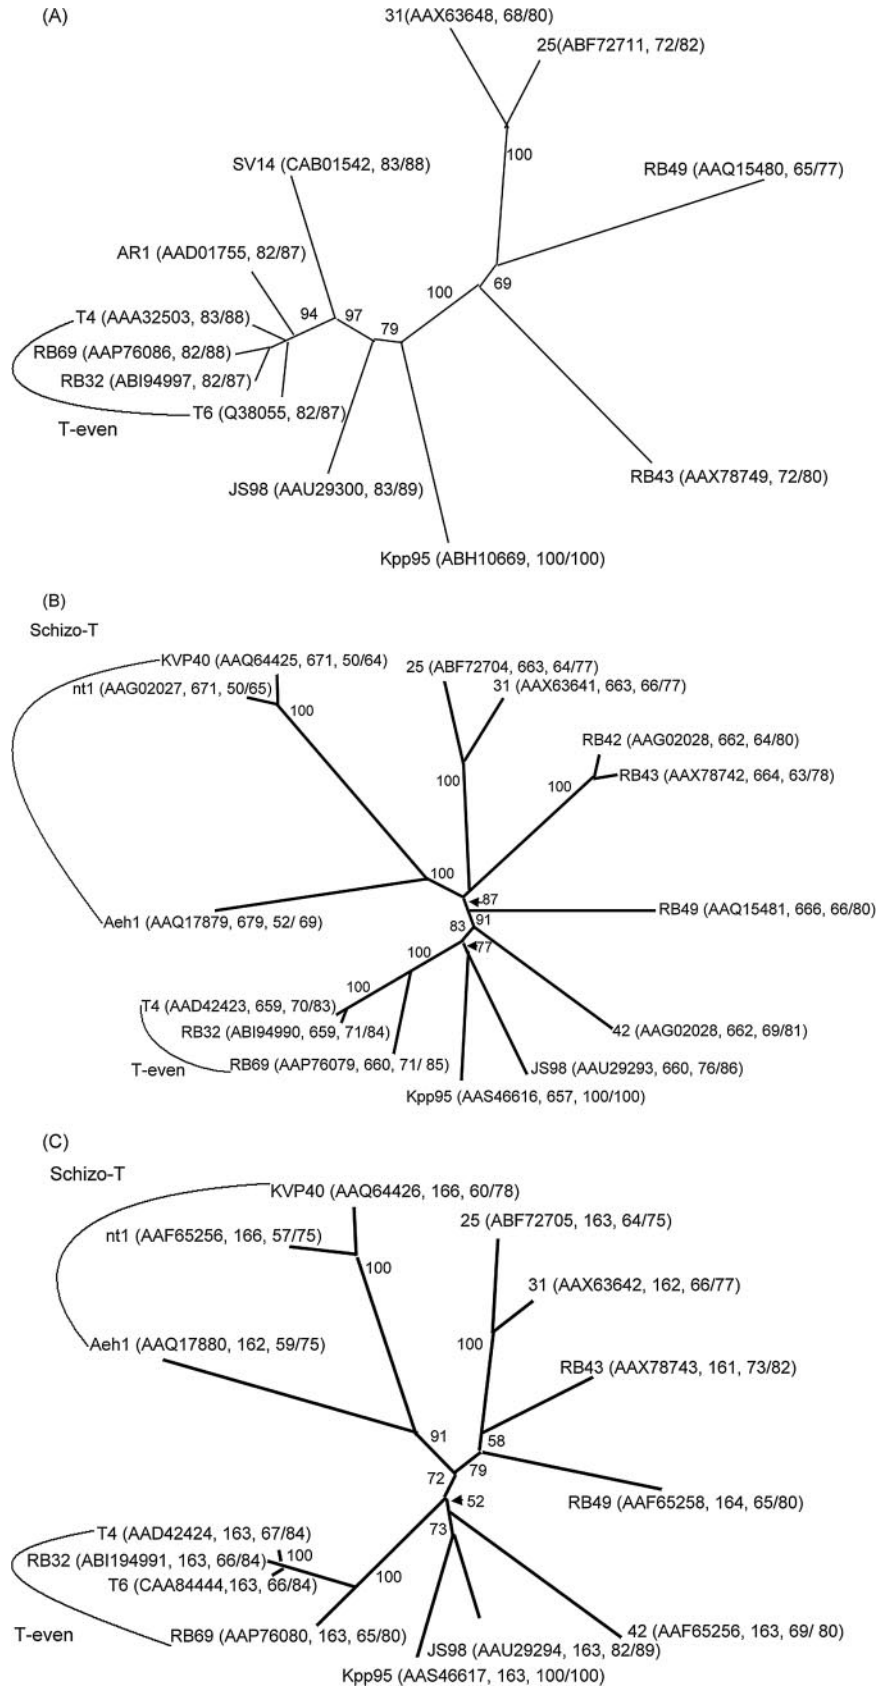 (A)
31(AAX63648, 68/80)
25(ABF72711, 72/82)
100
SV14 (CAB01542, 83/88)
RB49 (AAQ15480, 65/77)
AR1 (AAD01755, 82/87)
100
69
94
97
79
T4 (AAA32503, 83/88)
RB69 (AAP76086, 82/88)
RB32 (ABI94997, 82/87)
T6 (Q38055, 82/87)
T-even
JS98 (AAU29300, 83/89)
RB43 (AAX78749, 72/80)
Kpp95 (ABH10669, 100/100)
(B)
Schizo-T
KVP40 (AAQ64425, 671, 50/64)
25 (ABF72704, 663, 64/77)
nt1 (AAG02027, 671, 50/65)
31 (AAX63641, 663, 66/77)
100
RB42 (AAG02028, 662, 64/80)
RB43 (AAX78742, 664, 63/78)
100
100
100
87
Aeh1 (AAQ17879, 679, 52/ 69)
RB49 (AAQ15481, 666, 66/80)
83
91
77
100
100
T4 (AAD42423, 659, 70/83)
RB32 (ABI94990, 659, 71/84)
42 (AAG02028, 662, 69/81)
RB69 (AAP76079, 660, 71/ 85)
T-even
JS98 (AAU29293, 660, 76/86)
Kpp95 (AAS46616, 657, 100/100)
(C)
Schizo-T
KVP40 (AAQ64426, 166, 60/78)
25 (ABF72705, 163, 64/75)
nt1 (AAF65256, 166, 57/75)
100
31 (AAX63642, 162, 66/77)
Aeh1 (AAQ17880, 162, 59/75)
100
RB43 (AAX78743, 161, 73/82)
91
58
79
72
RB49 (AAF65258, 164, 65/80)
52
73
T4 (AAD42424, 163, 67/84)
RB32 (ABI194991, 163, 66/84)
100
T6 (CAA84444,163, 66/84)
100
T-even
RB69 (AAP76080, 163, 65/80)
42 (AAF65256, 163, 69/ 80)
JS98 (AAU29294, 163, 82/89)
Kpp95 (AAS46617, 163, 100/100)